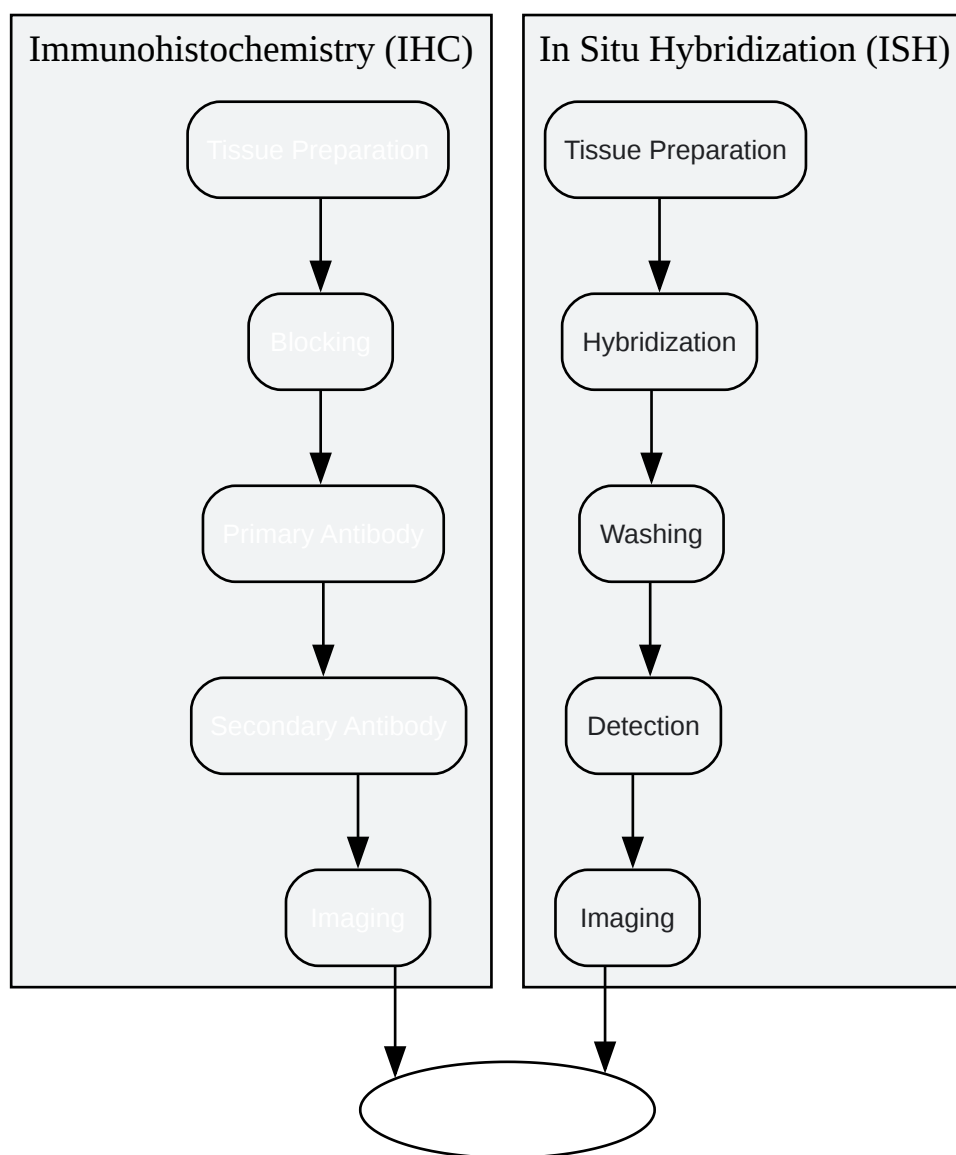 Immunohistochemistry (IHC)
Tissue Preparation
Blocking
Primary Antibody
Secondary Antibody
Imaging
In Situ Hybridization (ISH)
Tissue Preparation
Hybridization
Washing
Detection
Imaging